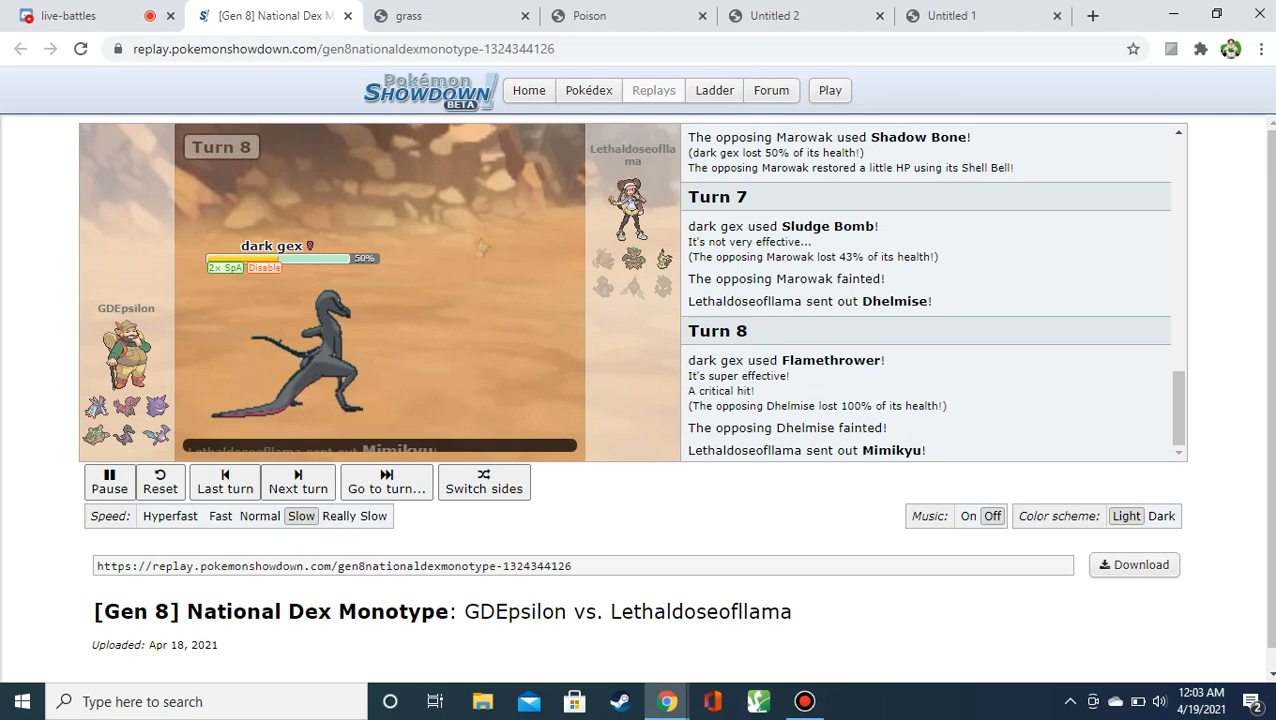 live-battles
[Gen 8] National Dex M
grass
Poison
Untitled 2
Untitled 1
replay.pokemonshowdown.com/gen8nationaldexmonotype-1324344126
Pokémon
SHOWDOWN!
BETA
Home
Pokédex
Replays
Ladder
Forum
Play
Turn 8
Lethaldoseoflla
ma
dark gex
50%
2x SpA
Disable
GDEpsilon
Lethaldoseofllama sent out Mimikyu!
The opposing Marowak used Shadow Bone!
(dark gex lost 50% of its health!)
The opposing Marowak restored a little HP using its Shell Bell!
Turn 7
dark gex used Sludge Bomb!
It's not very effective...
(The opposing Marowak lost 43% of its health!)
The opposing Marowak fainted!
Lethaldoseofllama sent out Dhelmise!
Turn 8
dark gex used Flamethrower!
It's super effective!
A critical hit!
(The opposing Dhelmise lost 100% of its health!)
The opposing Dhelmise fainted!
Lethaldoseofllama sent out Mimikyu!
Pause
Reset
Last turn
Next turn
Go to turn...
Switch sides
Speed: Hyperfast Fast Normal Slow Really Slow
Music: On Off
Color scheme: Light Dark
https://replay.pokemonshowdown.com/gen8nationaldexmonotype-1324344126
Download
[Gen 8] National Dex Monotype: GDEpsilon vs. Lethaldoseofllama
Uploaded: Apr 18, 2021
Type here to search
12:03 AM
4/19/2021
2